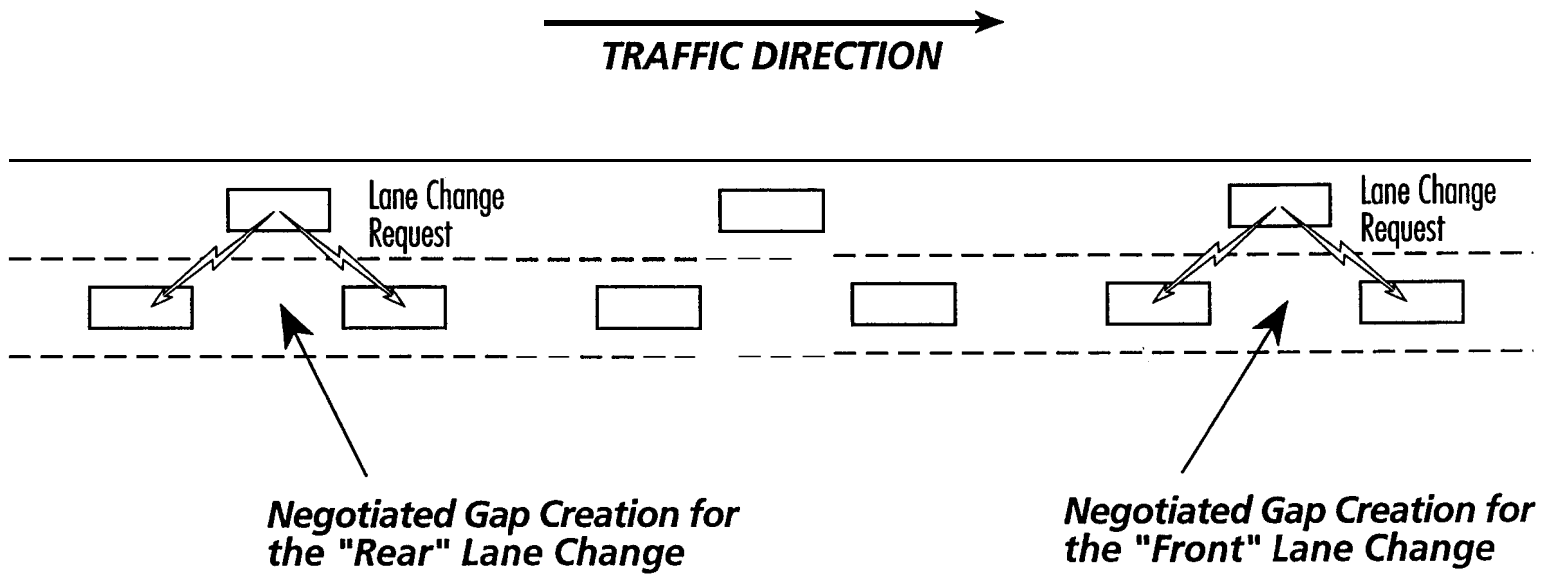 TRAFFIC DIRECTION
Lane Change
Request
Lane Change
Request
Negotiated Gap Creation for
the "Rear" Lane Change
Negotiated Gap Creation for
the "Front" Lane Change